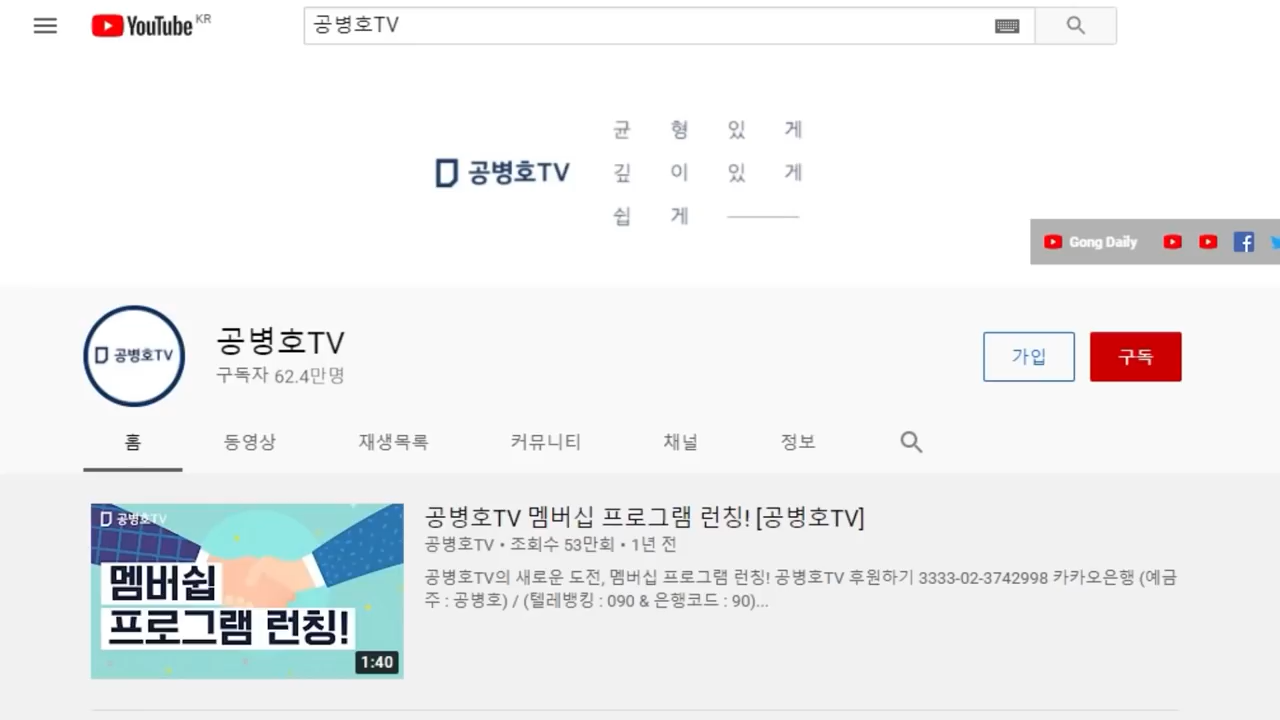 YouTube KR
공병호TV
균 형 있 게
공병호TV
깊 이 있 게
쉽 게
Gong Daily
공병호TV
공병호TV
구독자 62.4만명
가입
구독
홈
동영상
재생목록
커뮤니티
채널
정보
공병호TV
멤버쉽
프로그램 런칭!
1:40
공병호TV 멤버십 프로그램 런칭! [공병호TV]
공병호TV • 조회수 53만회 • 1년 전
공병호TV의 새로운 도전, 멤버십 프로그램 런칭! 공병호TV 후원하기 3333-02-3742998 카카오은행 (예금
주 : 공병호) / (텔레뱅킹 : 090 & 은행코드 : 90)...